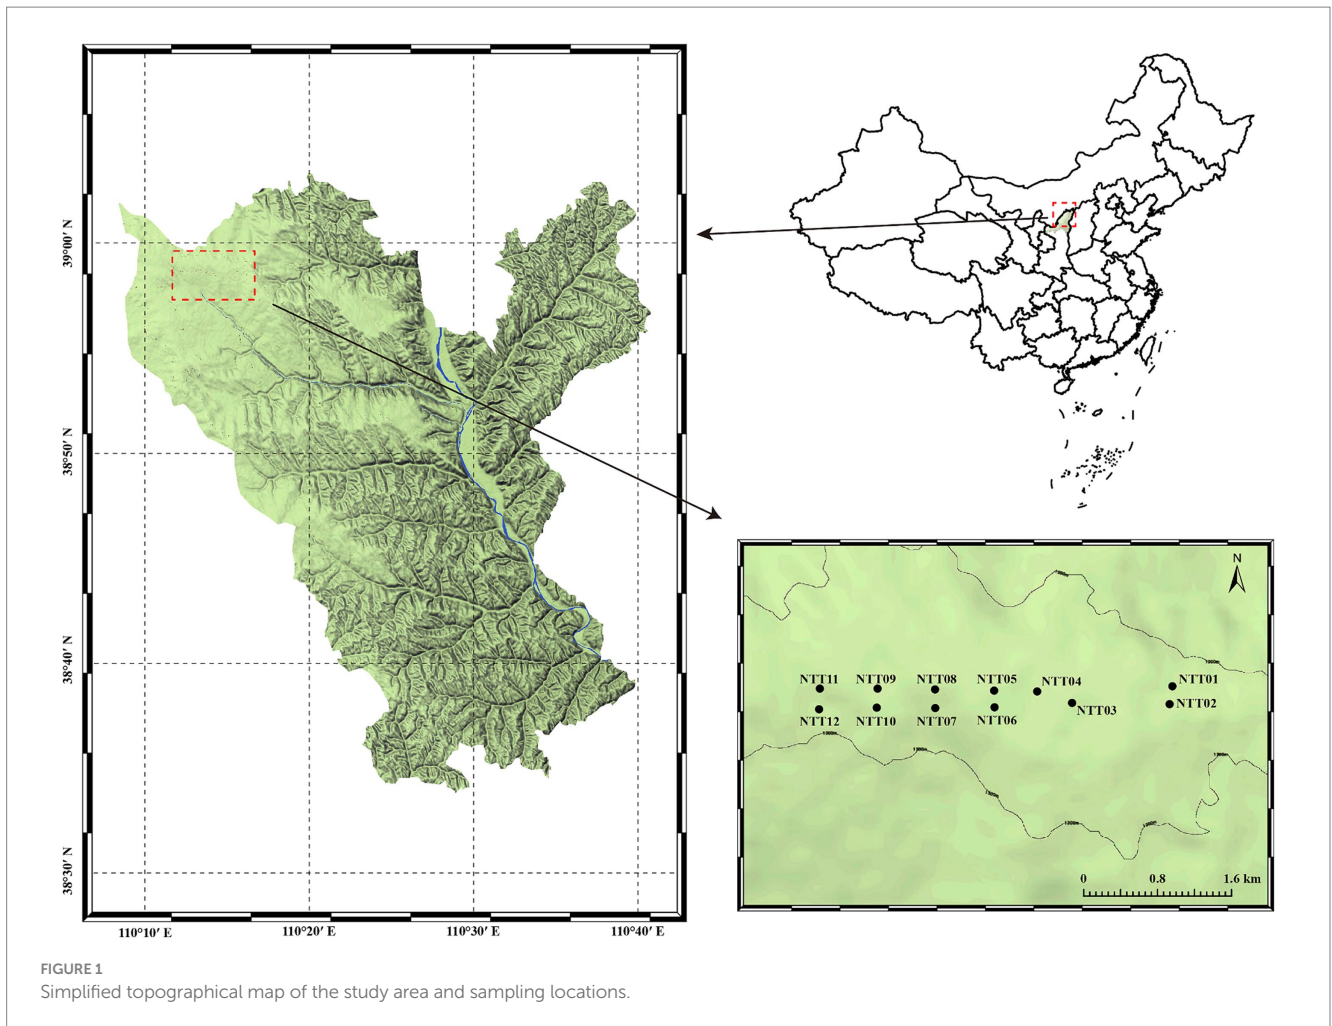 39°00′ N
38°50′ N
38°40′ N
38°30′ N
110°10′ E
110°20′ E
110°30′ E
110°40′ E
N
1300m
NTT11
NTT09
NTT08
NTT05
NTT04
NTT01
NTT12
NTT10
NTT07
NTT06
NTT03
NTT02
0
0.8
1.6 km
FIGURE 1
Simplified topographical map of the study area and sampling locations.